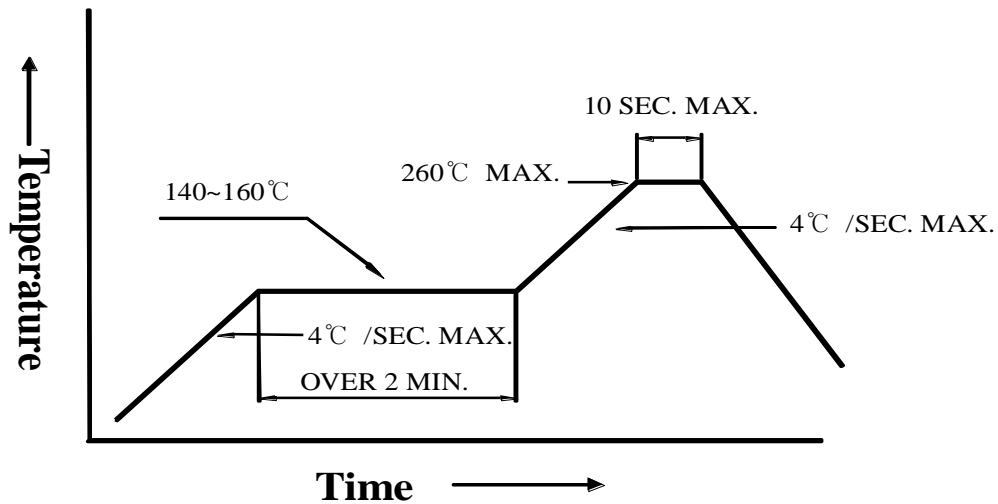 10 SEC. MAX.
260℃ MAX.
140~160℃
4℃ /SEC. MAX.
4℃ /SEC. MAX.
OVER 2 MIN.
Temperature
Time